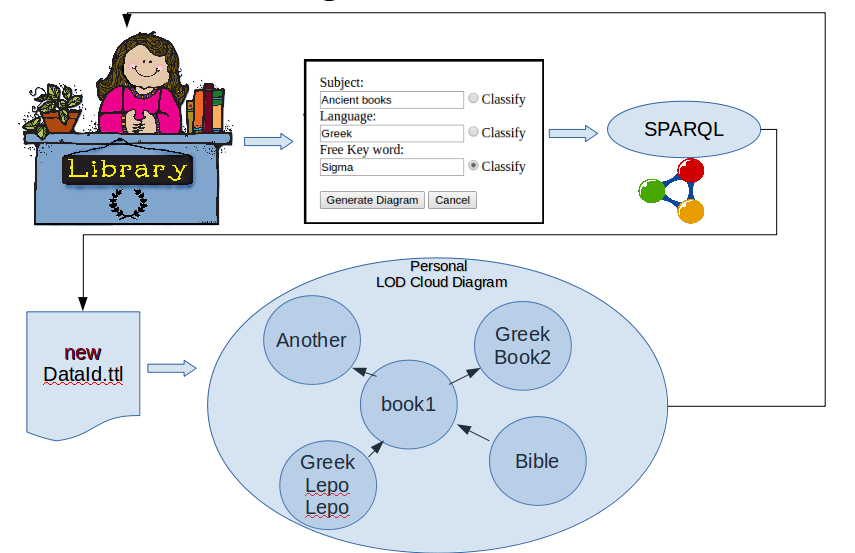 Library
Subject:
Ancient books
Classify
Language:
Greek
Classify
Free Key word:
Sigma
Classify
Generate Diagram
Cancel
SPARQL
new
DataId.ttl
Personal
LOD Cloud Diagram
Another
Greek
Book2
book1
Greek
Lepo
Lepo
Bible